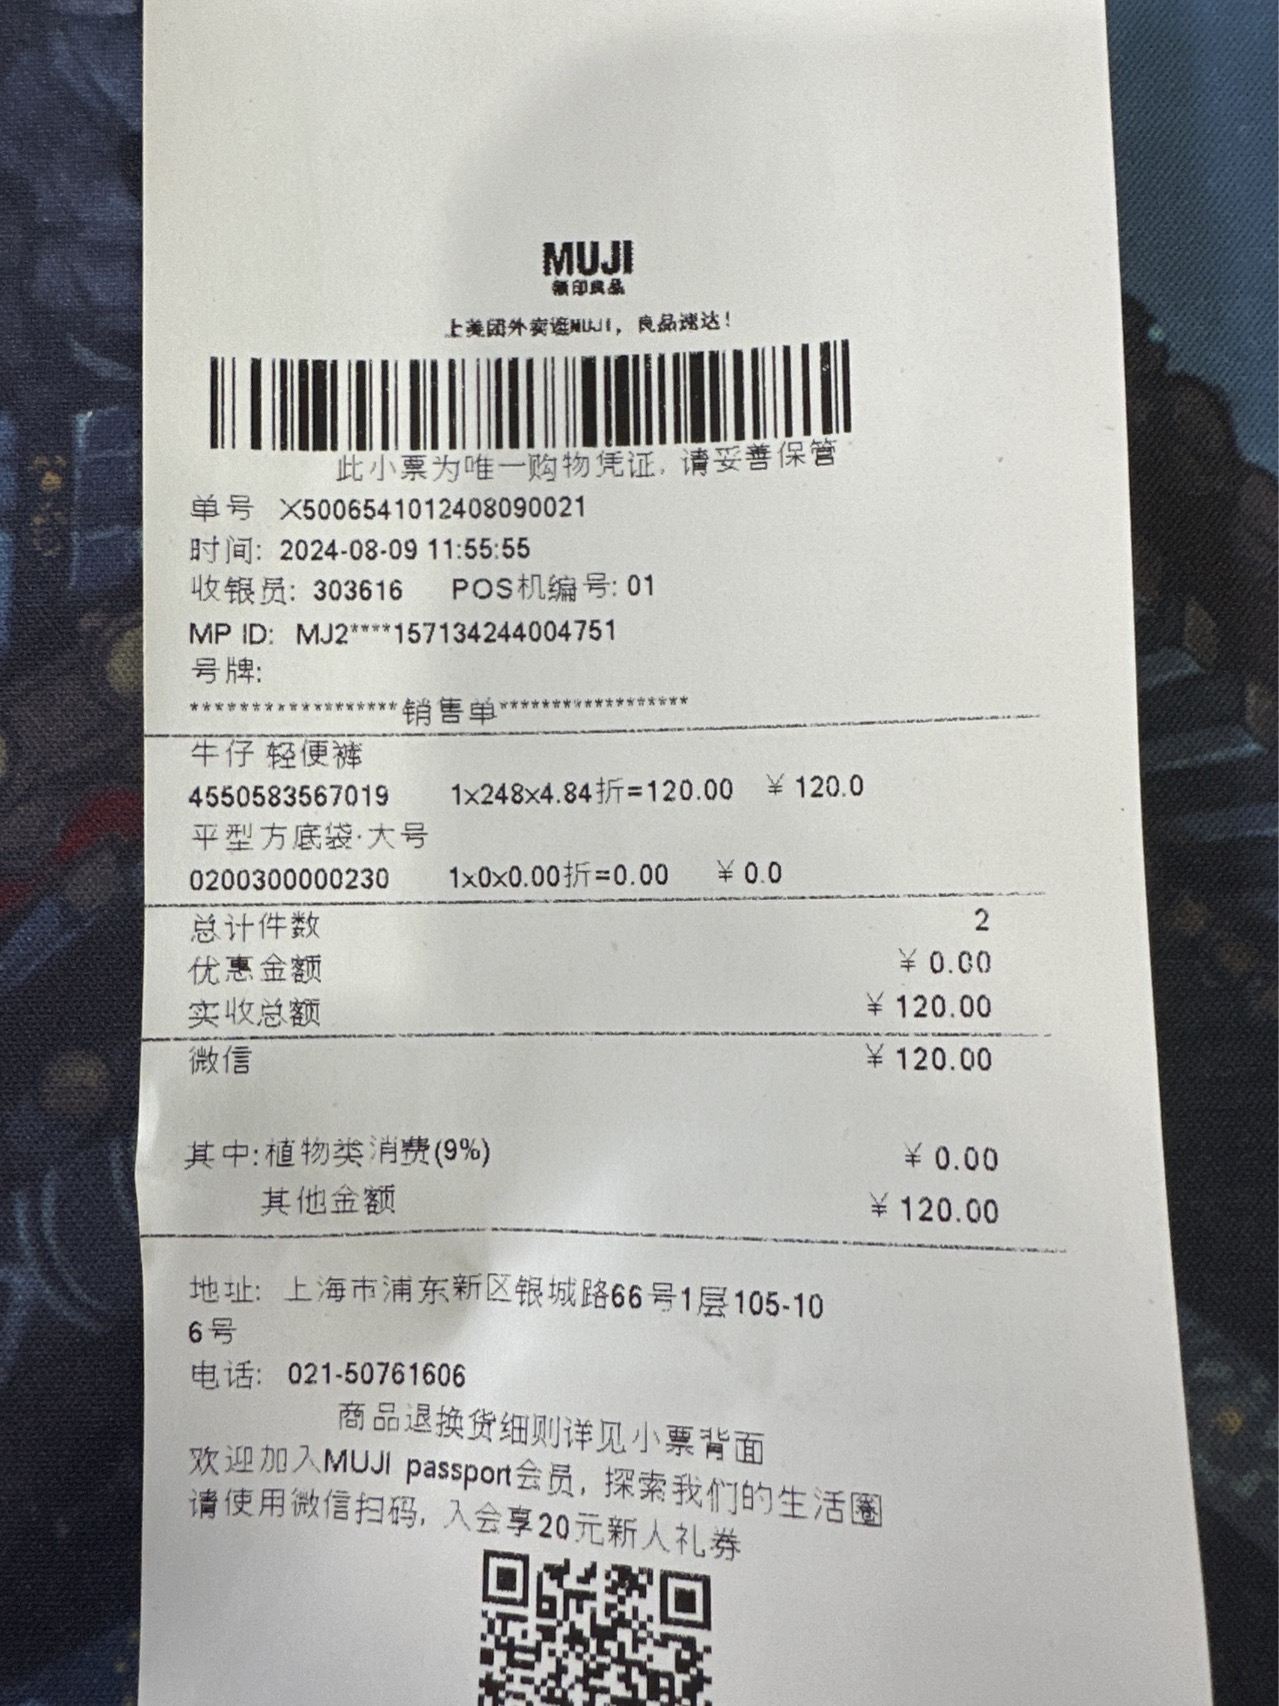 MUJI
無印良品
上美团外卖逛MUJI，良品速达！
此小票为唯一购物凭证，请妥善保管
单号 X5006541012408090021
时间: 2024-08-09 11:55:55
收银员: 303616 POS机编号: 01
MP ID: MJ2****157134244004751
号牌:
******************销售单******************
牛仔 轻便裤
4550583567019 1x248x4.84折=120.00 ¥ 120.0
平型方底袋·大号
0200300000230 1x0x0.00折=0.00 ¥ 0.0
总计件数 2
优惠金额 ¥ 0.00
实收总额 ¥ 120.00
微信 ¥ 120.00
其中:植物类消费(9%) ¥ 0.00
其他金额 ¥ 120.00
地址: 上海市浦东新区银城路66号1层105-10
6号
电话: 021-50761606
商品退换货细则详见小票背面
欢迎加入MUJI passport会员, 探索我们的生活圈
请使用微信扫码, 入会享20元新人礼券